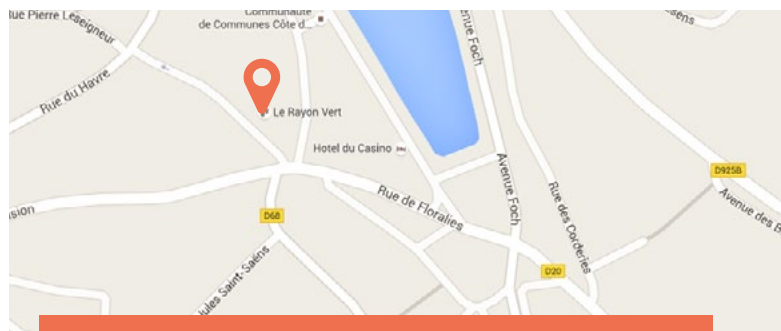 Communauté
de Communes Côte d...
Rue Pierre Leseigneur
Avenue Foch
Rue du Havre
Le Rayon Vert
Hotel du Casino
Avenue Foch
D925B
Rue de Floralies
Rue des Corderies
Avenue des B
D68
D20
Jules Saint-Saëns